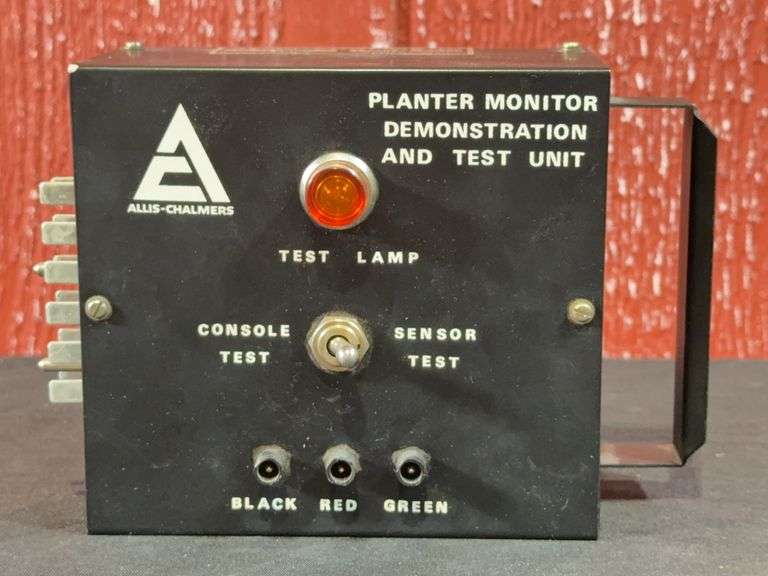 PLANTER MONITOR
DEMONSTRATION
AND TEST UNIT
ALLIS-CHALMERS
TEST LAMP
CONSOLE
TEST
SENSOR
TEST
BLACK RED GREEN